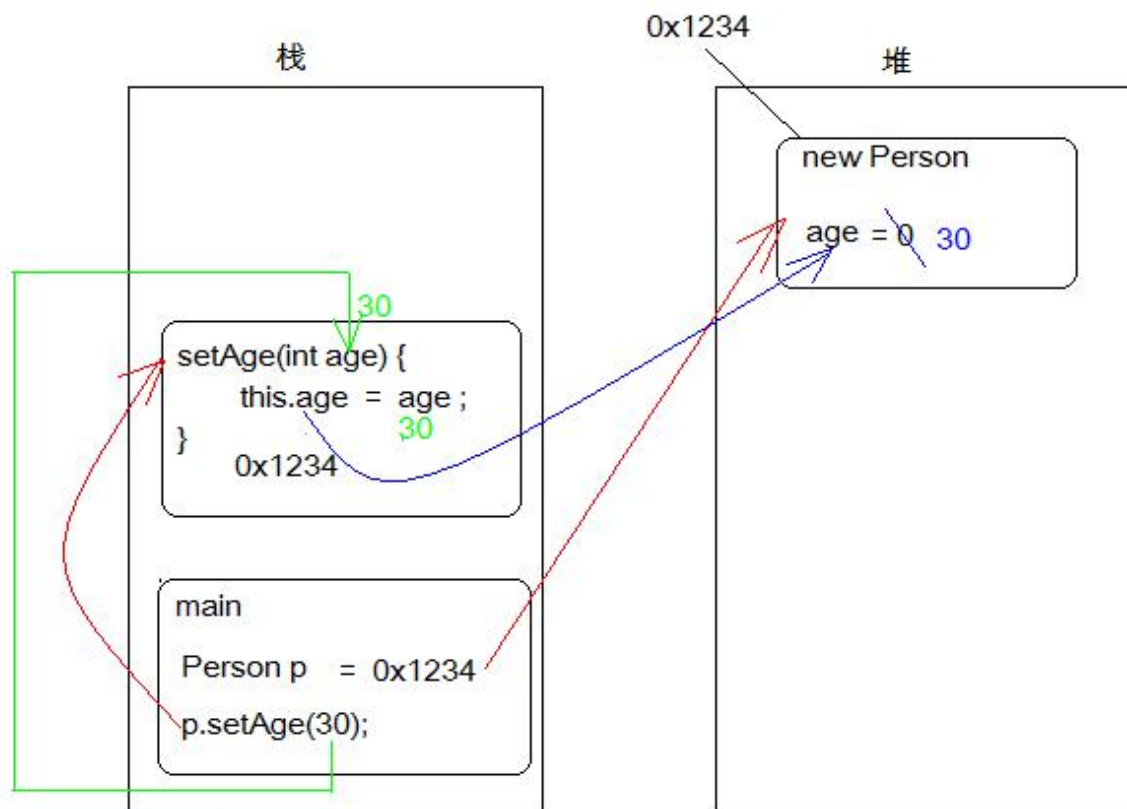 栈
0x1234
堆
new Person
age = 0 30
30
setAge(int age) {
this.age = age ;
30
}
0x1234
main
Person p = 0x1234
p.setAge(30);